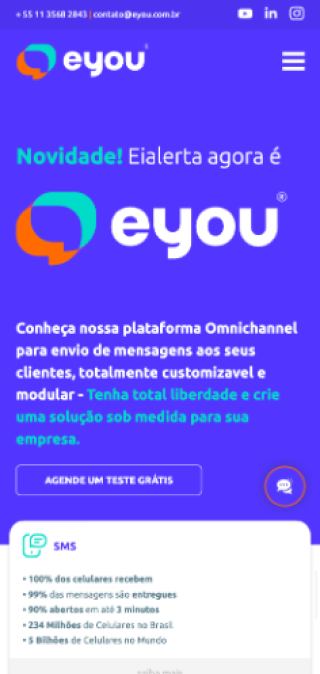 + 55 11 3568 2843 | contato@eyou.com.br
eyou
Novidade! Eialerta agora é
eyou®
Conheça nossa plataforma Omnichannel
para envio de mensagens aos seus
clientes, totalmente customizavel e
modular - Tenha total liberdade e crie
uma solução sob medida para sua
empresa.
AGENDE UM TESTE GRÁTIS
SMS
• 100% dos celulares recebem
• 99% das mensagens são entregues
• 90% abertos em até 3 minutos
• 234 Milhões de Celulares no Brasil
• 5 Bilhões de Celulares no Mundo
saiba mais